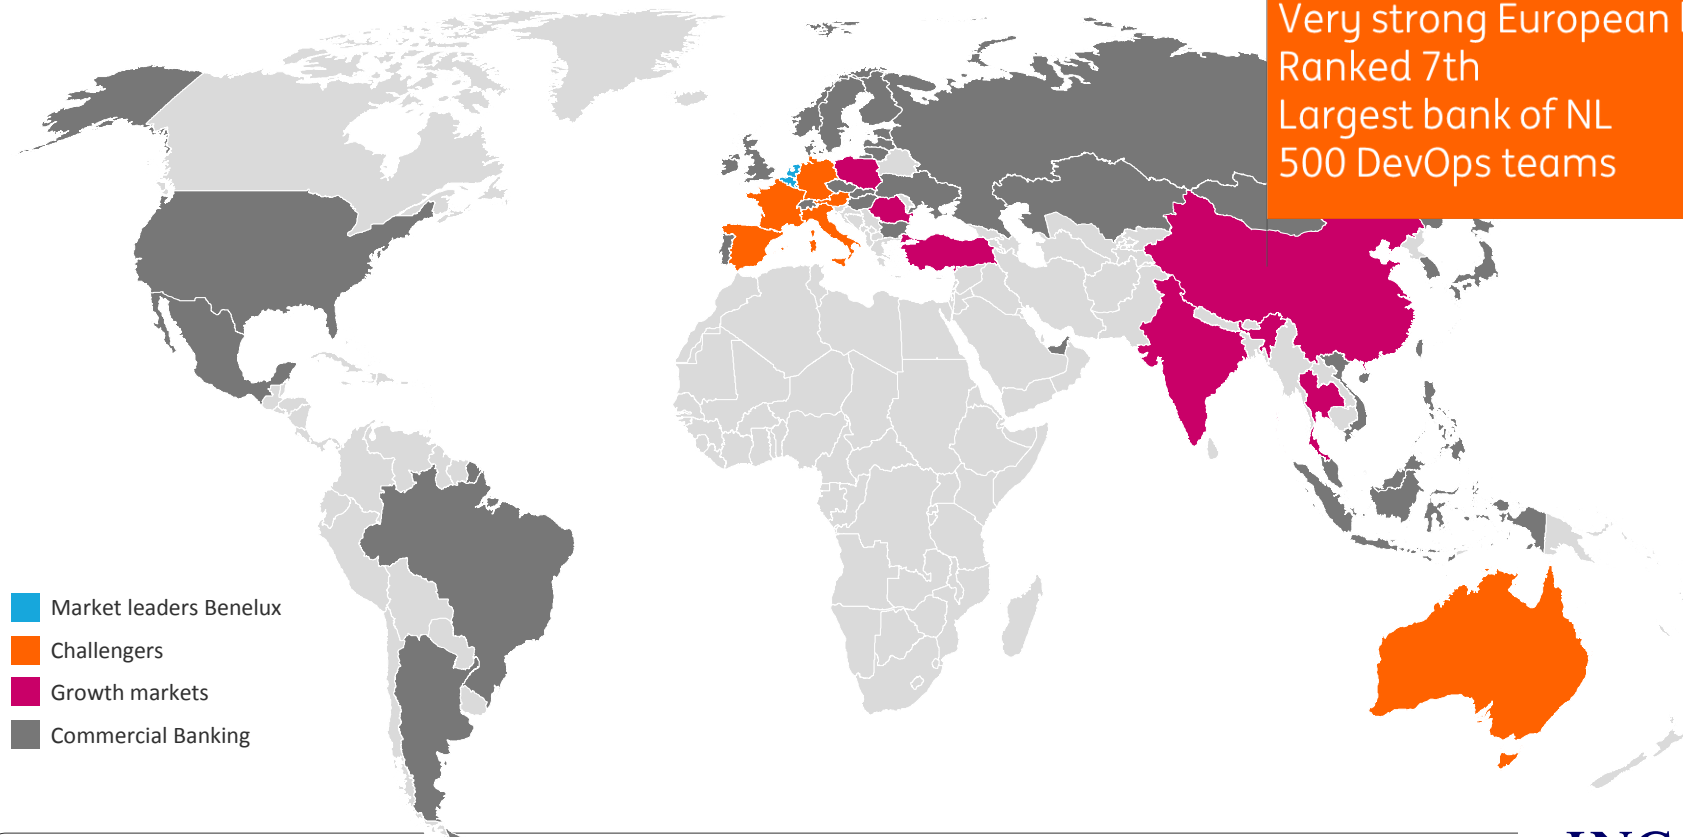 Very strong European
Ranked 7th
Largest bank of NL
500 DevOps teams
Market leaders Benelux
Challengers
Growth markets
Commercial Banking